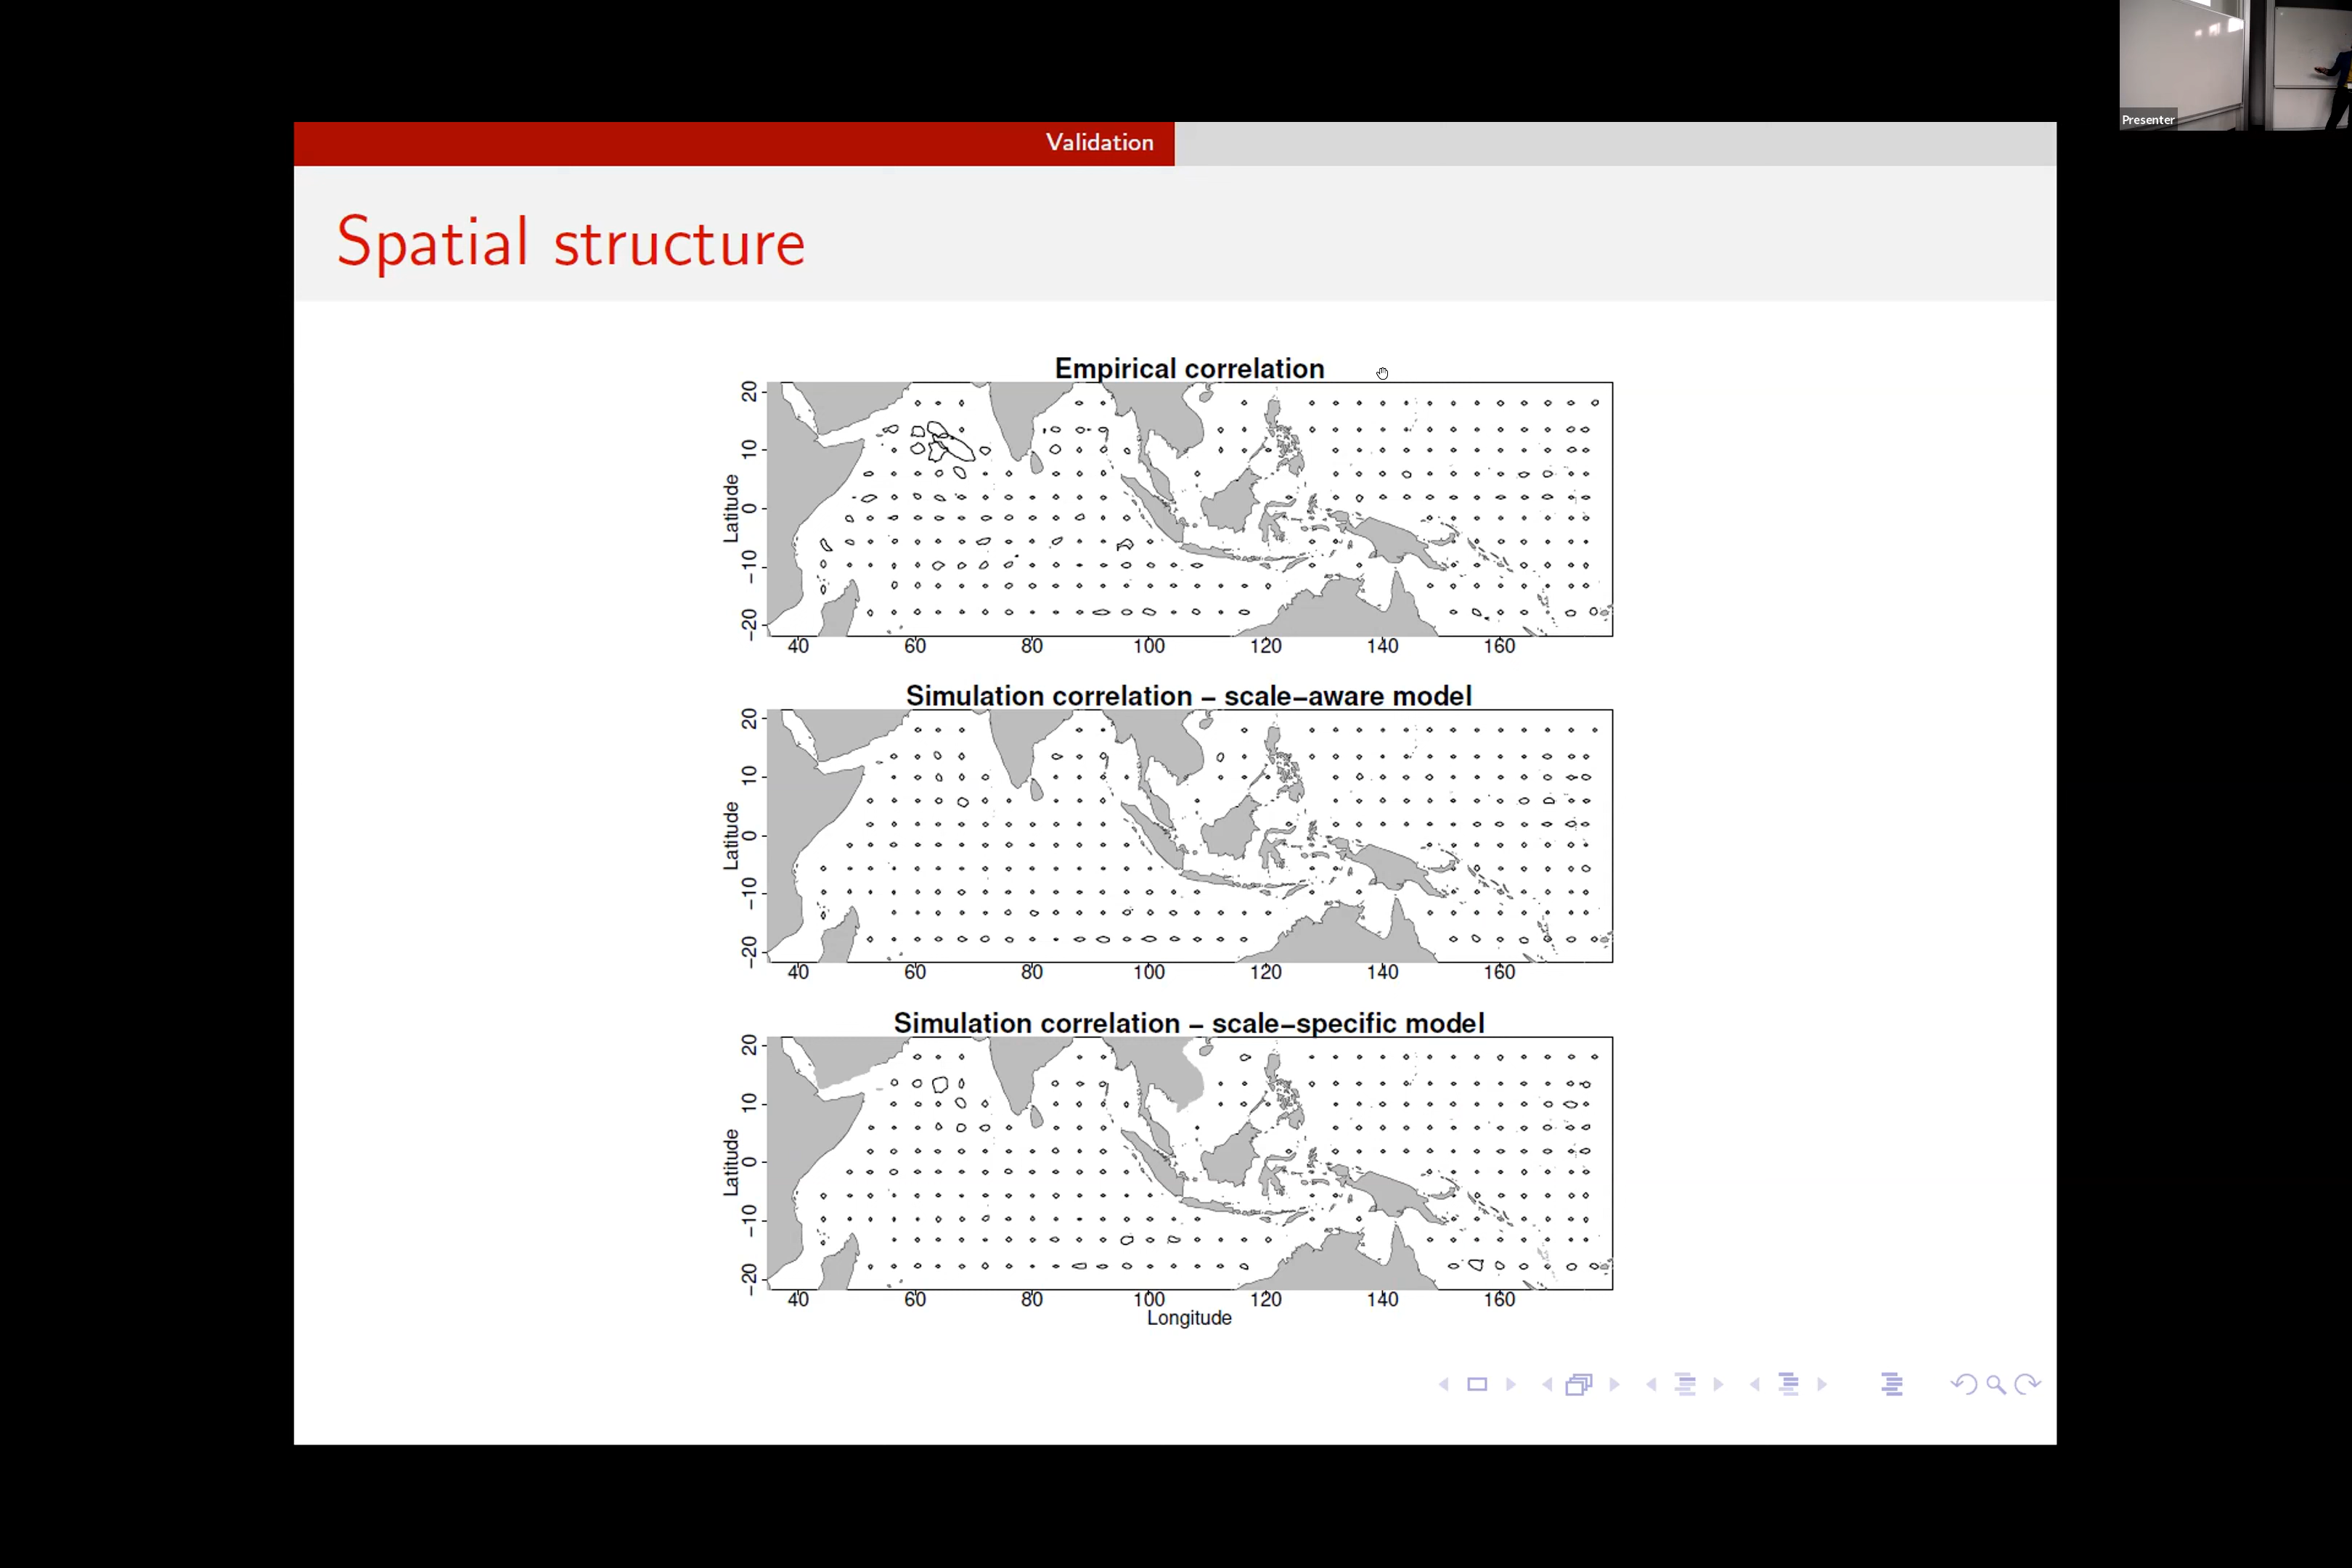 Presenter
Validation
Spatial structure
Empirical correlation
Latitude
20
10
0
−10
−20
40 60 80 100 120 140 160
Simulation correlation – scale−aware model
Latitude
20
10
0
−10
−20
40 60 80 100 120 140 160
Simulation correlation – scale−specific model
Latitude
20
10
0
−10
−20
40 60 80 100 120 140 160
Longitude